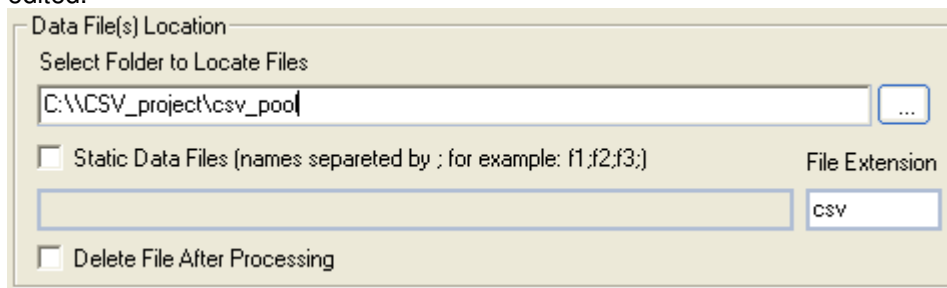 edited.
Data File(s) Location
Select Folder to Locate Files
C:\\CSV_project\csv_pool
...
Static Data Files (names separeted by ; for example: f1;f2;f3;)
File Extension
csv
Delete File After Processing